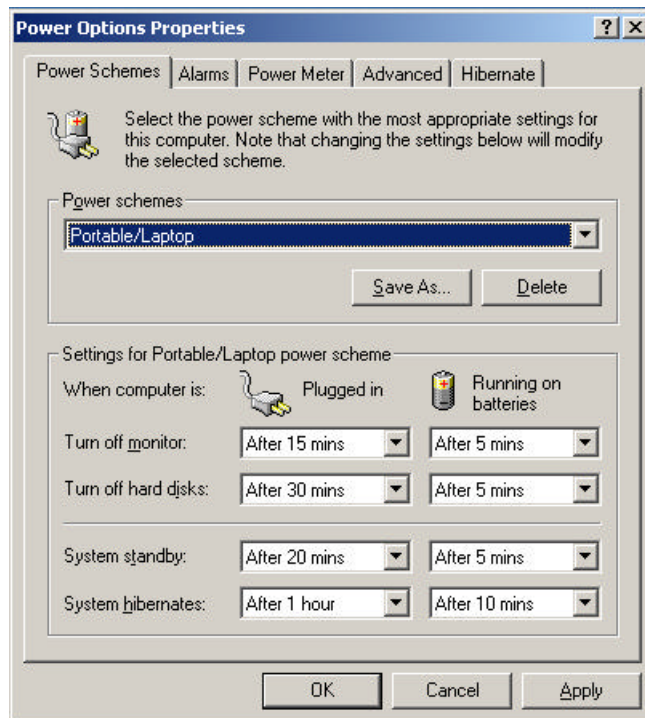 Power Options Properties
Power Schemes Alarms Power Meter Advanced Hibernate
Select the power scheme with the most appropriate settings for
this computer. Note that changing the settings below will modify
the selected scheme.
Power schemes
Portable/Laptop
Save As... Delete
Settings for Portable/Laptop power scheme
When computer is: Plugged in Running on
batteries
Turn off monitor: After 15 mins After 5 mins
Turn off hard disks: After 30 mins After 5 mins
System standby: After 20 mins After 5 mins
System hibernates: After 1 hour After 10 mins
OK Cancel Apply